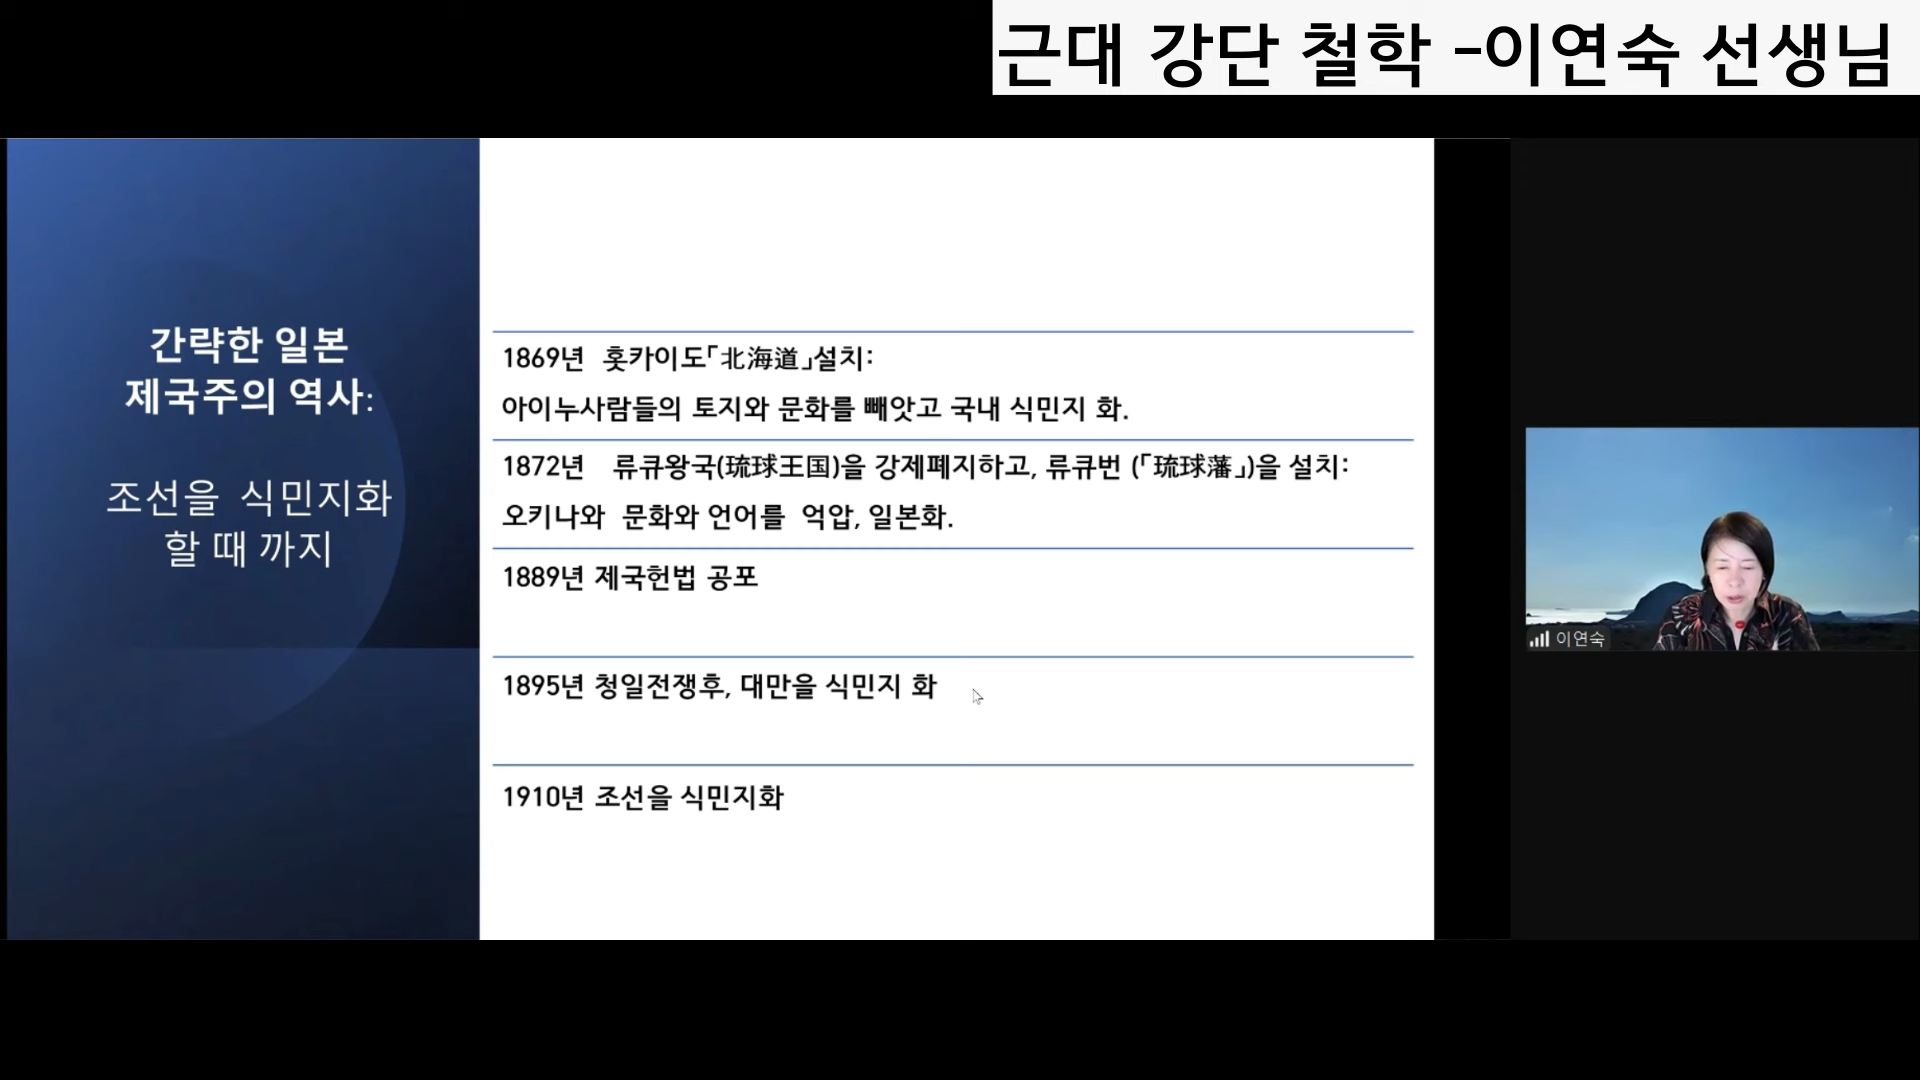 근대 강단 철학 -이연숙 선생님
간략한 일본
제국주의 역사:
조선을 식민지화
할 때 까지
1869년 홋카이도「北海道」설치:
아이누사람들의 토지와 문화를 빼앗고 국내 식민지 화.
1872년 류큐왕국(琉球王国)을 강제폐지하고, 류큐번 (「琉球藩」)을 설치:
오키나와 문화와 언어를 억압, 일본화.
1889년 제국헌법 공포
1895년 청일전쟁후, 대만을 식민지 화
1910년 조선을 식민지화
이연숙